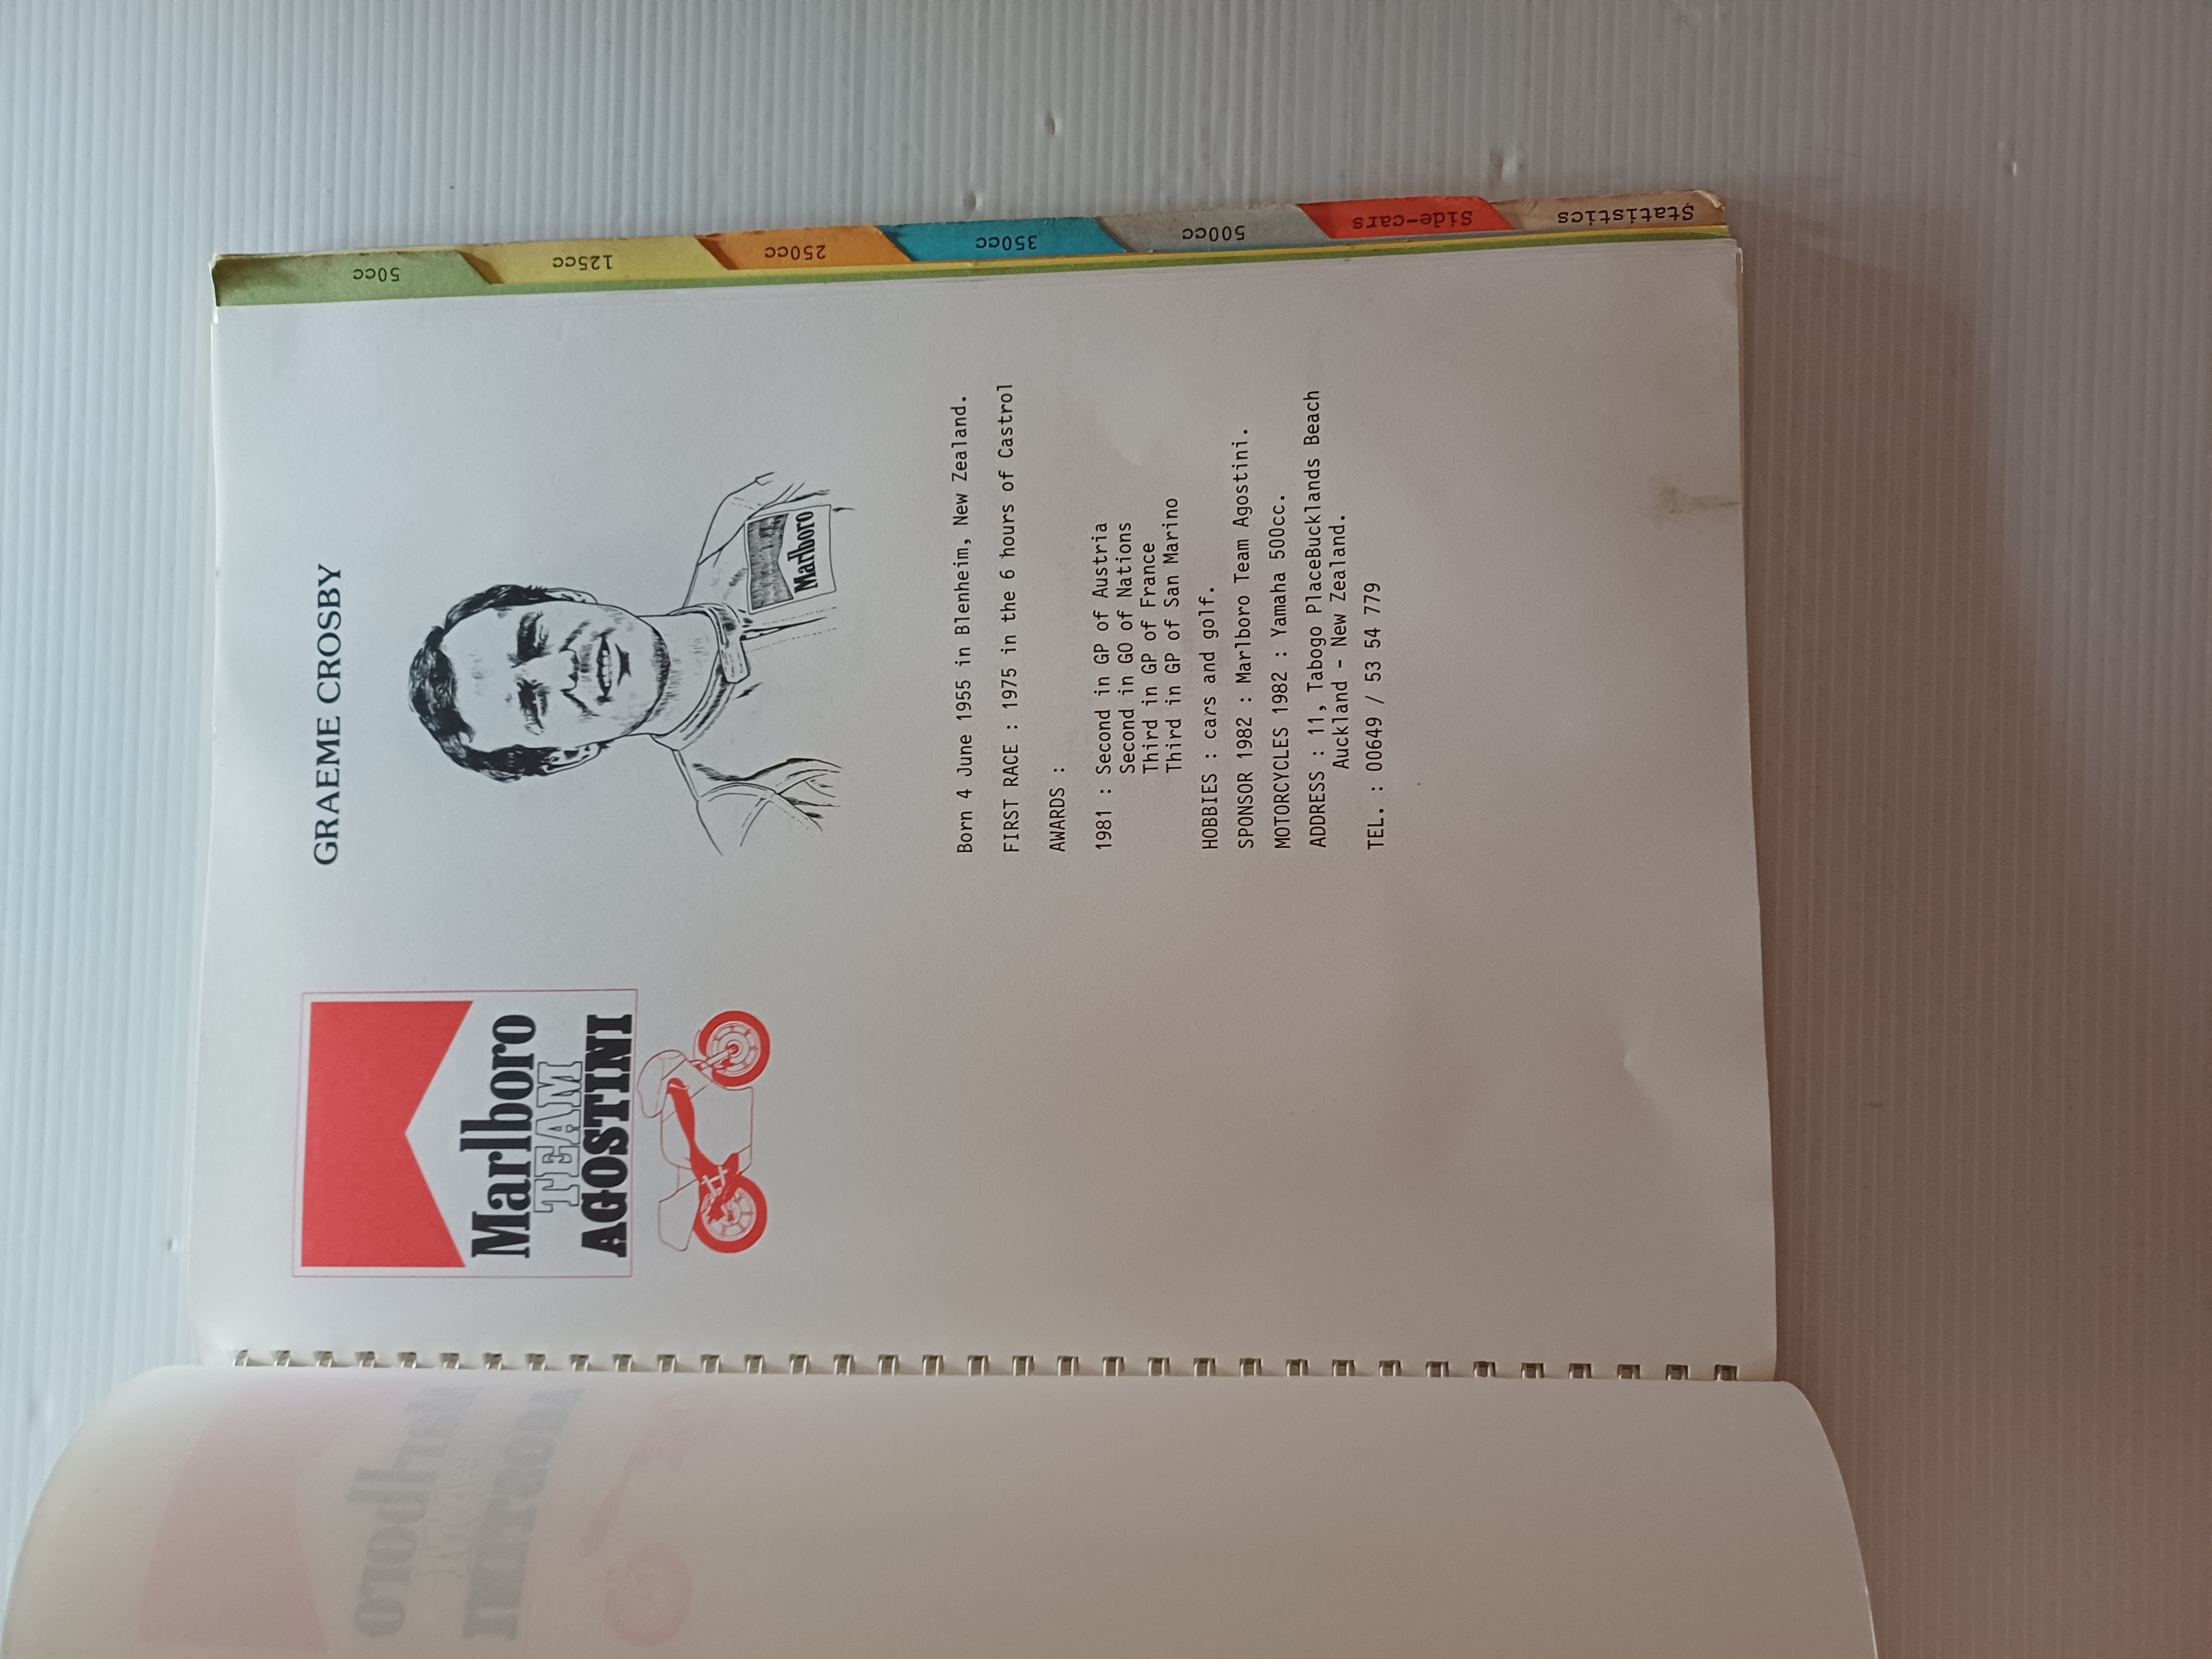 Marlboro
TEAM
AGOSTINI
GRAEME CROSBY
Marlboro
Born 4 June 1955 in Blenheim, New Zealand.
FIRST RACE : 1975 in the 6 hours of Castrol
AWARDS :
1981 : Second in GP of Austria
Second in GO of Nations
Third in GP of France
Third in GP of San Marino
HOBBIES : cars and golf.
SPONSOR 1982 : Marlboro Team Agostini.
MOTORCYCLES 1982 : Yamaha 500cc.
ADDRESS : 11, Tabogo PlaceBucklands Beach
Auckland - New Zealand.
TEL. : 00649 / 53 54 779
50cc
125cc
250cc
350cc
500cc
Side-cars
Statistics
Marlboro
AGOSTINI